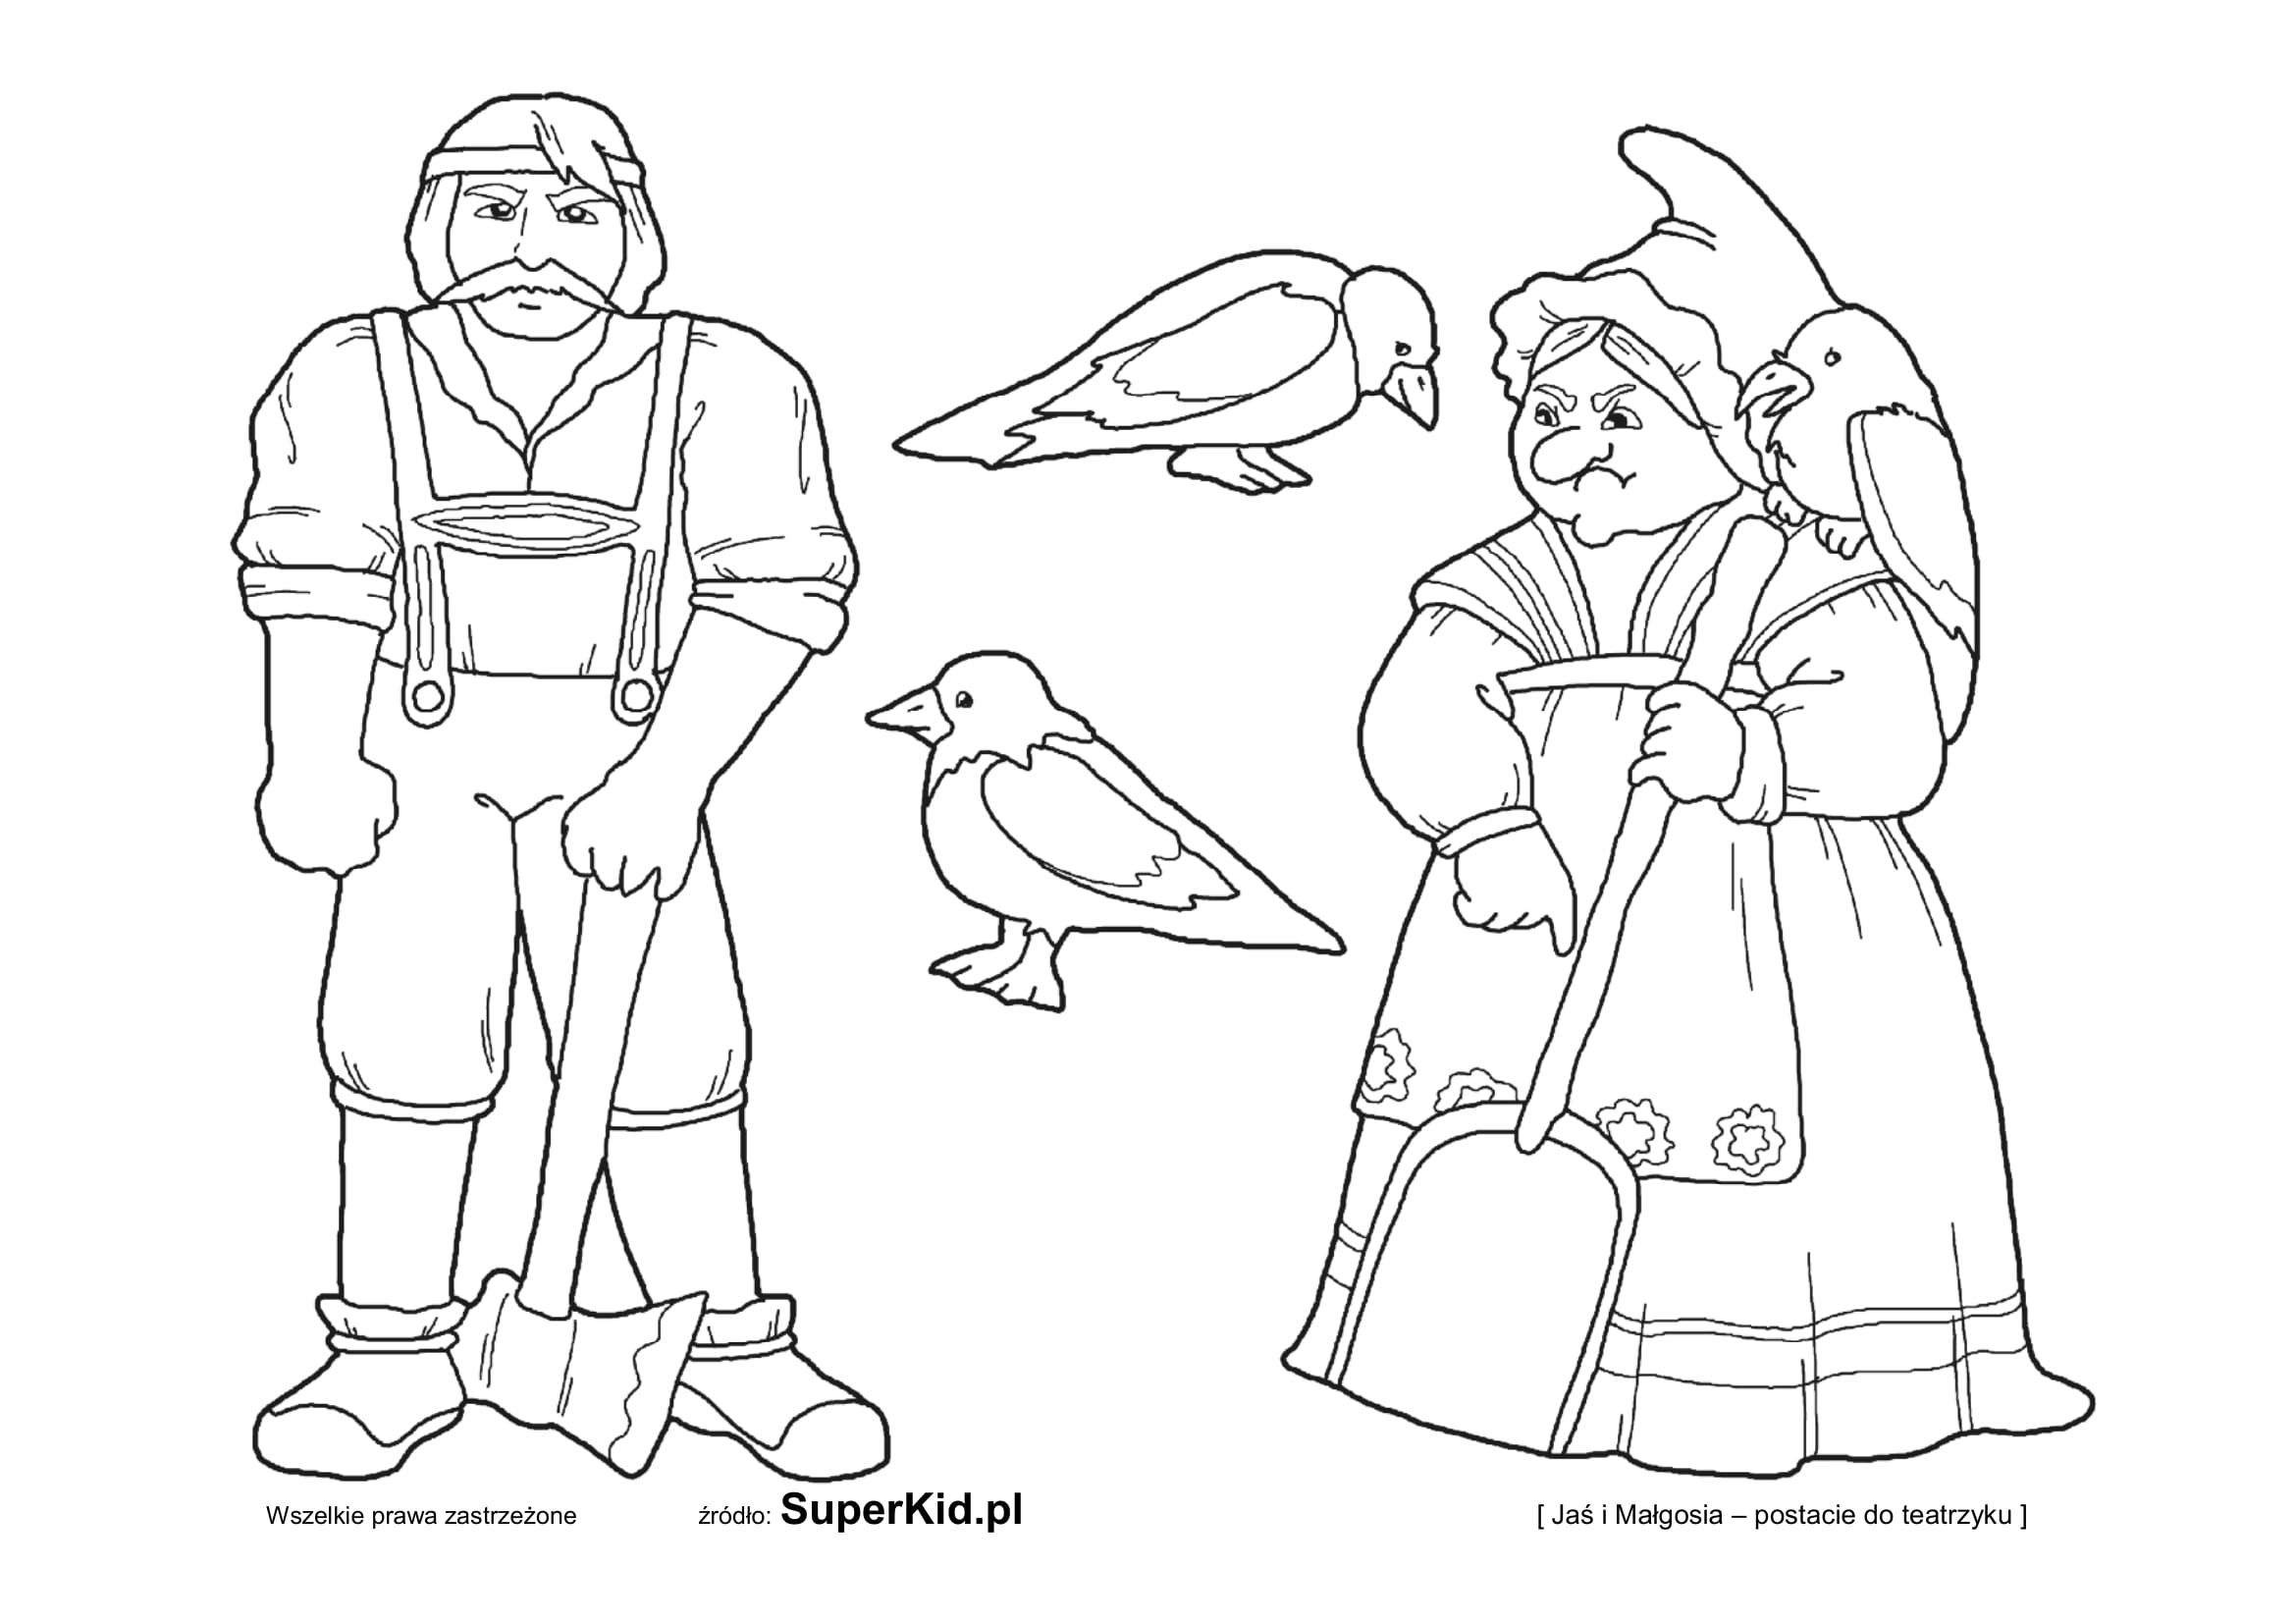 Wszelkie prawa zastrzeżone źródło: SuperKid.pl [ Jaś i Małgosia – postacie do teatrzyku ]